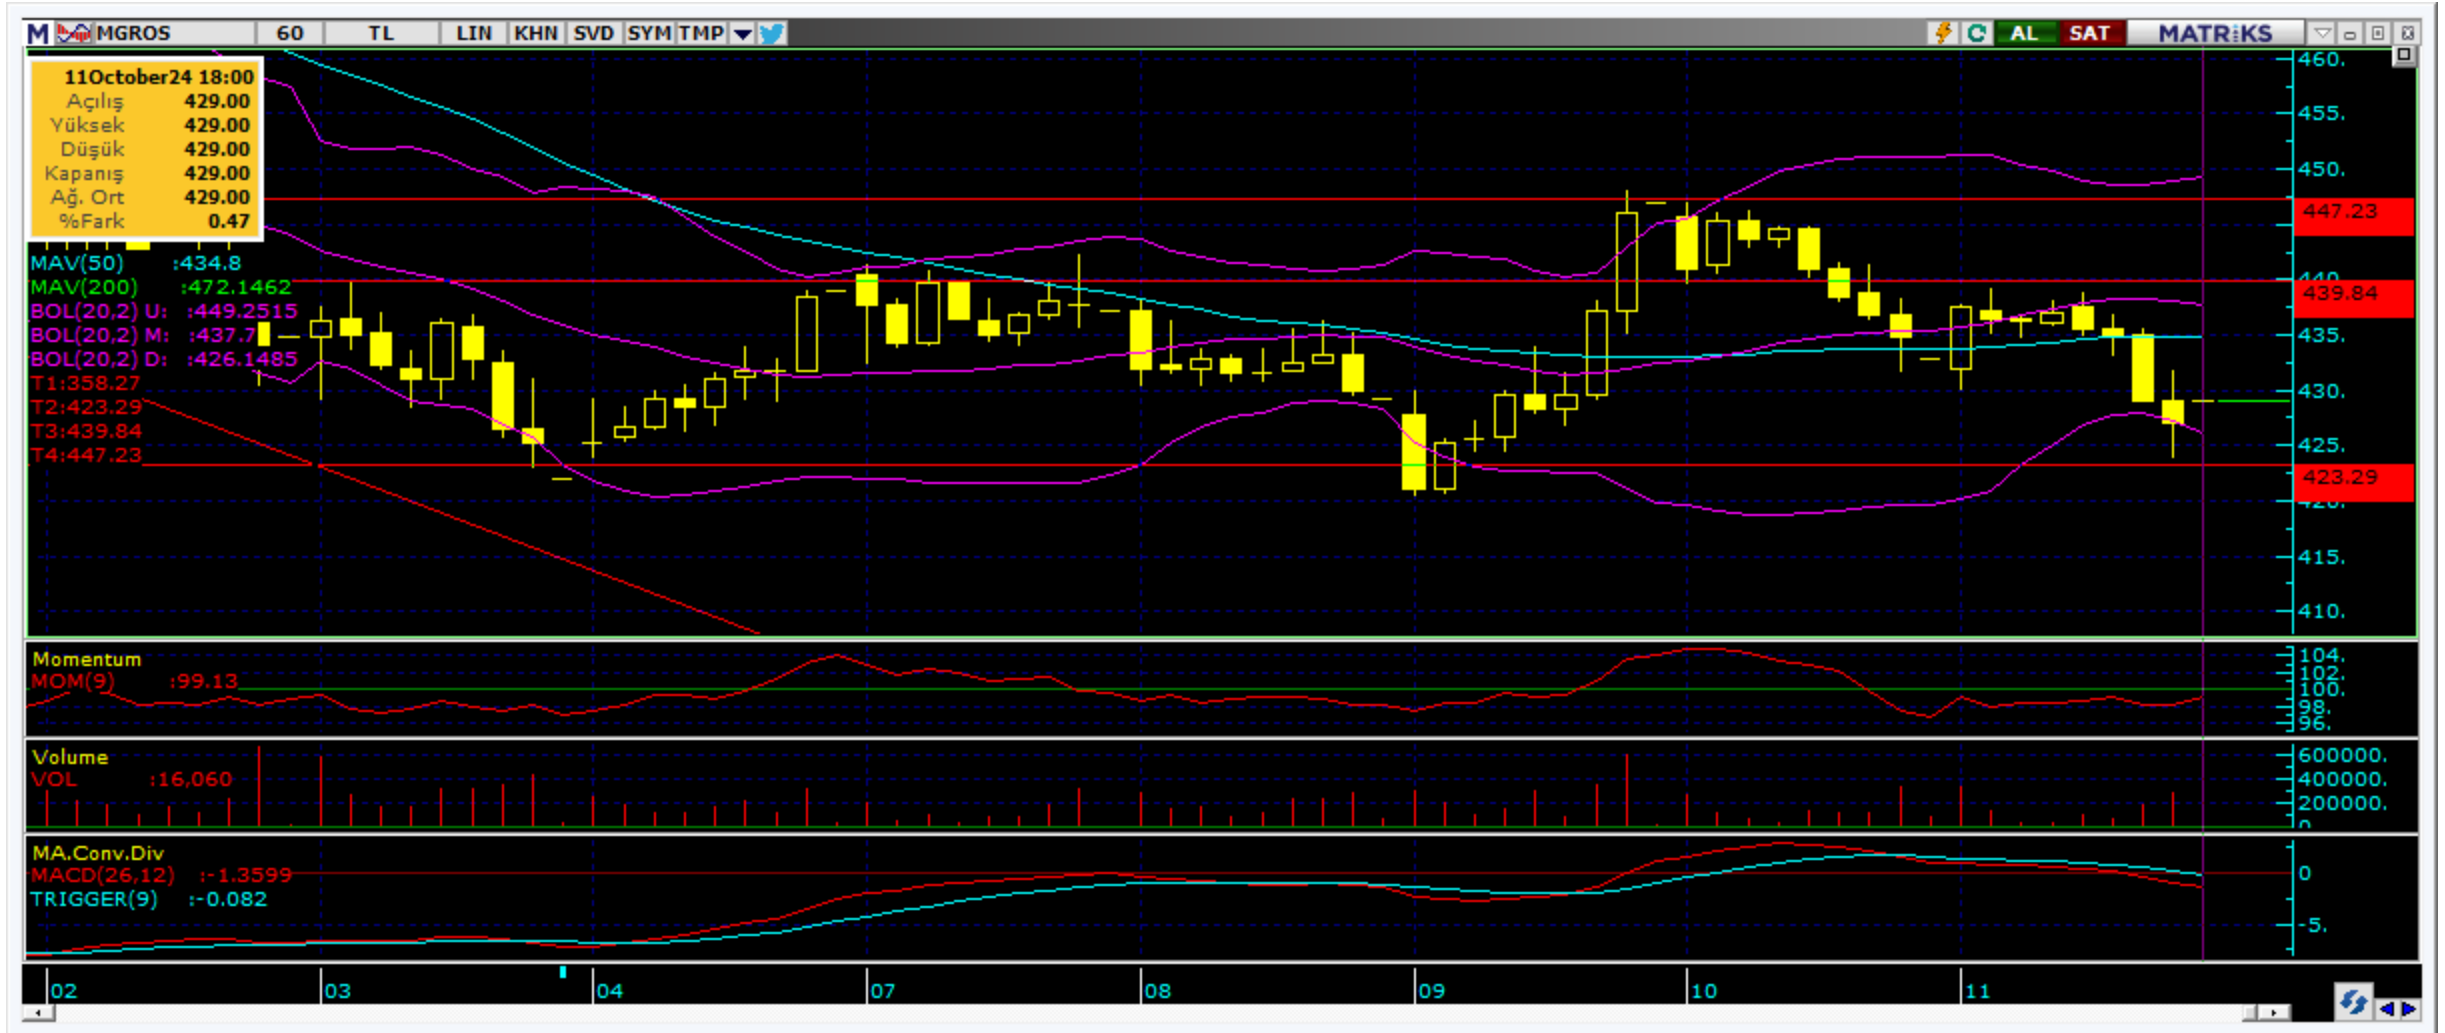 M MGROS 60 TL LIN KHN SVD SYM TMP AL SAT MATRiKS
11October24 18:00
Açılış 429.00
Yüksek 429.00
Düşük 429.00
Kapanış 429.00
Ağ. Ort 429.00
%Fark 0.47
MAV(50) :434.8
MAV(200) :472.1462
BOL(20,2) U: :449.2515
BOL(20,2) M: :437.7
BOL(20,2) D: :426.1485
T1:358.27
T2:423.29
T3:439.84
T4:447.23
460.
455.
450.
447.23
440.
439.84
435.
430.
425.
423.29
420.
415.
410.
Momentum
MOM(9) :99.13
104.
102.
100.
98.
96.
Volume
VOL :16,060
600000.
400000.
200000.
0
MA.Conv.Div
MACD(26,12) :-1.3599
TRIGGER(9) :-0.082
0
-5.
02 03 04 07 08 09 10 11